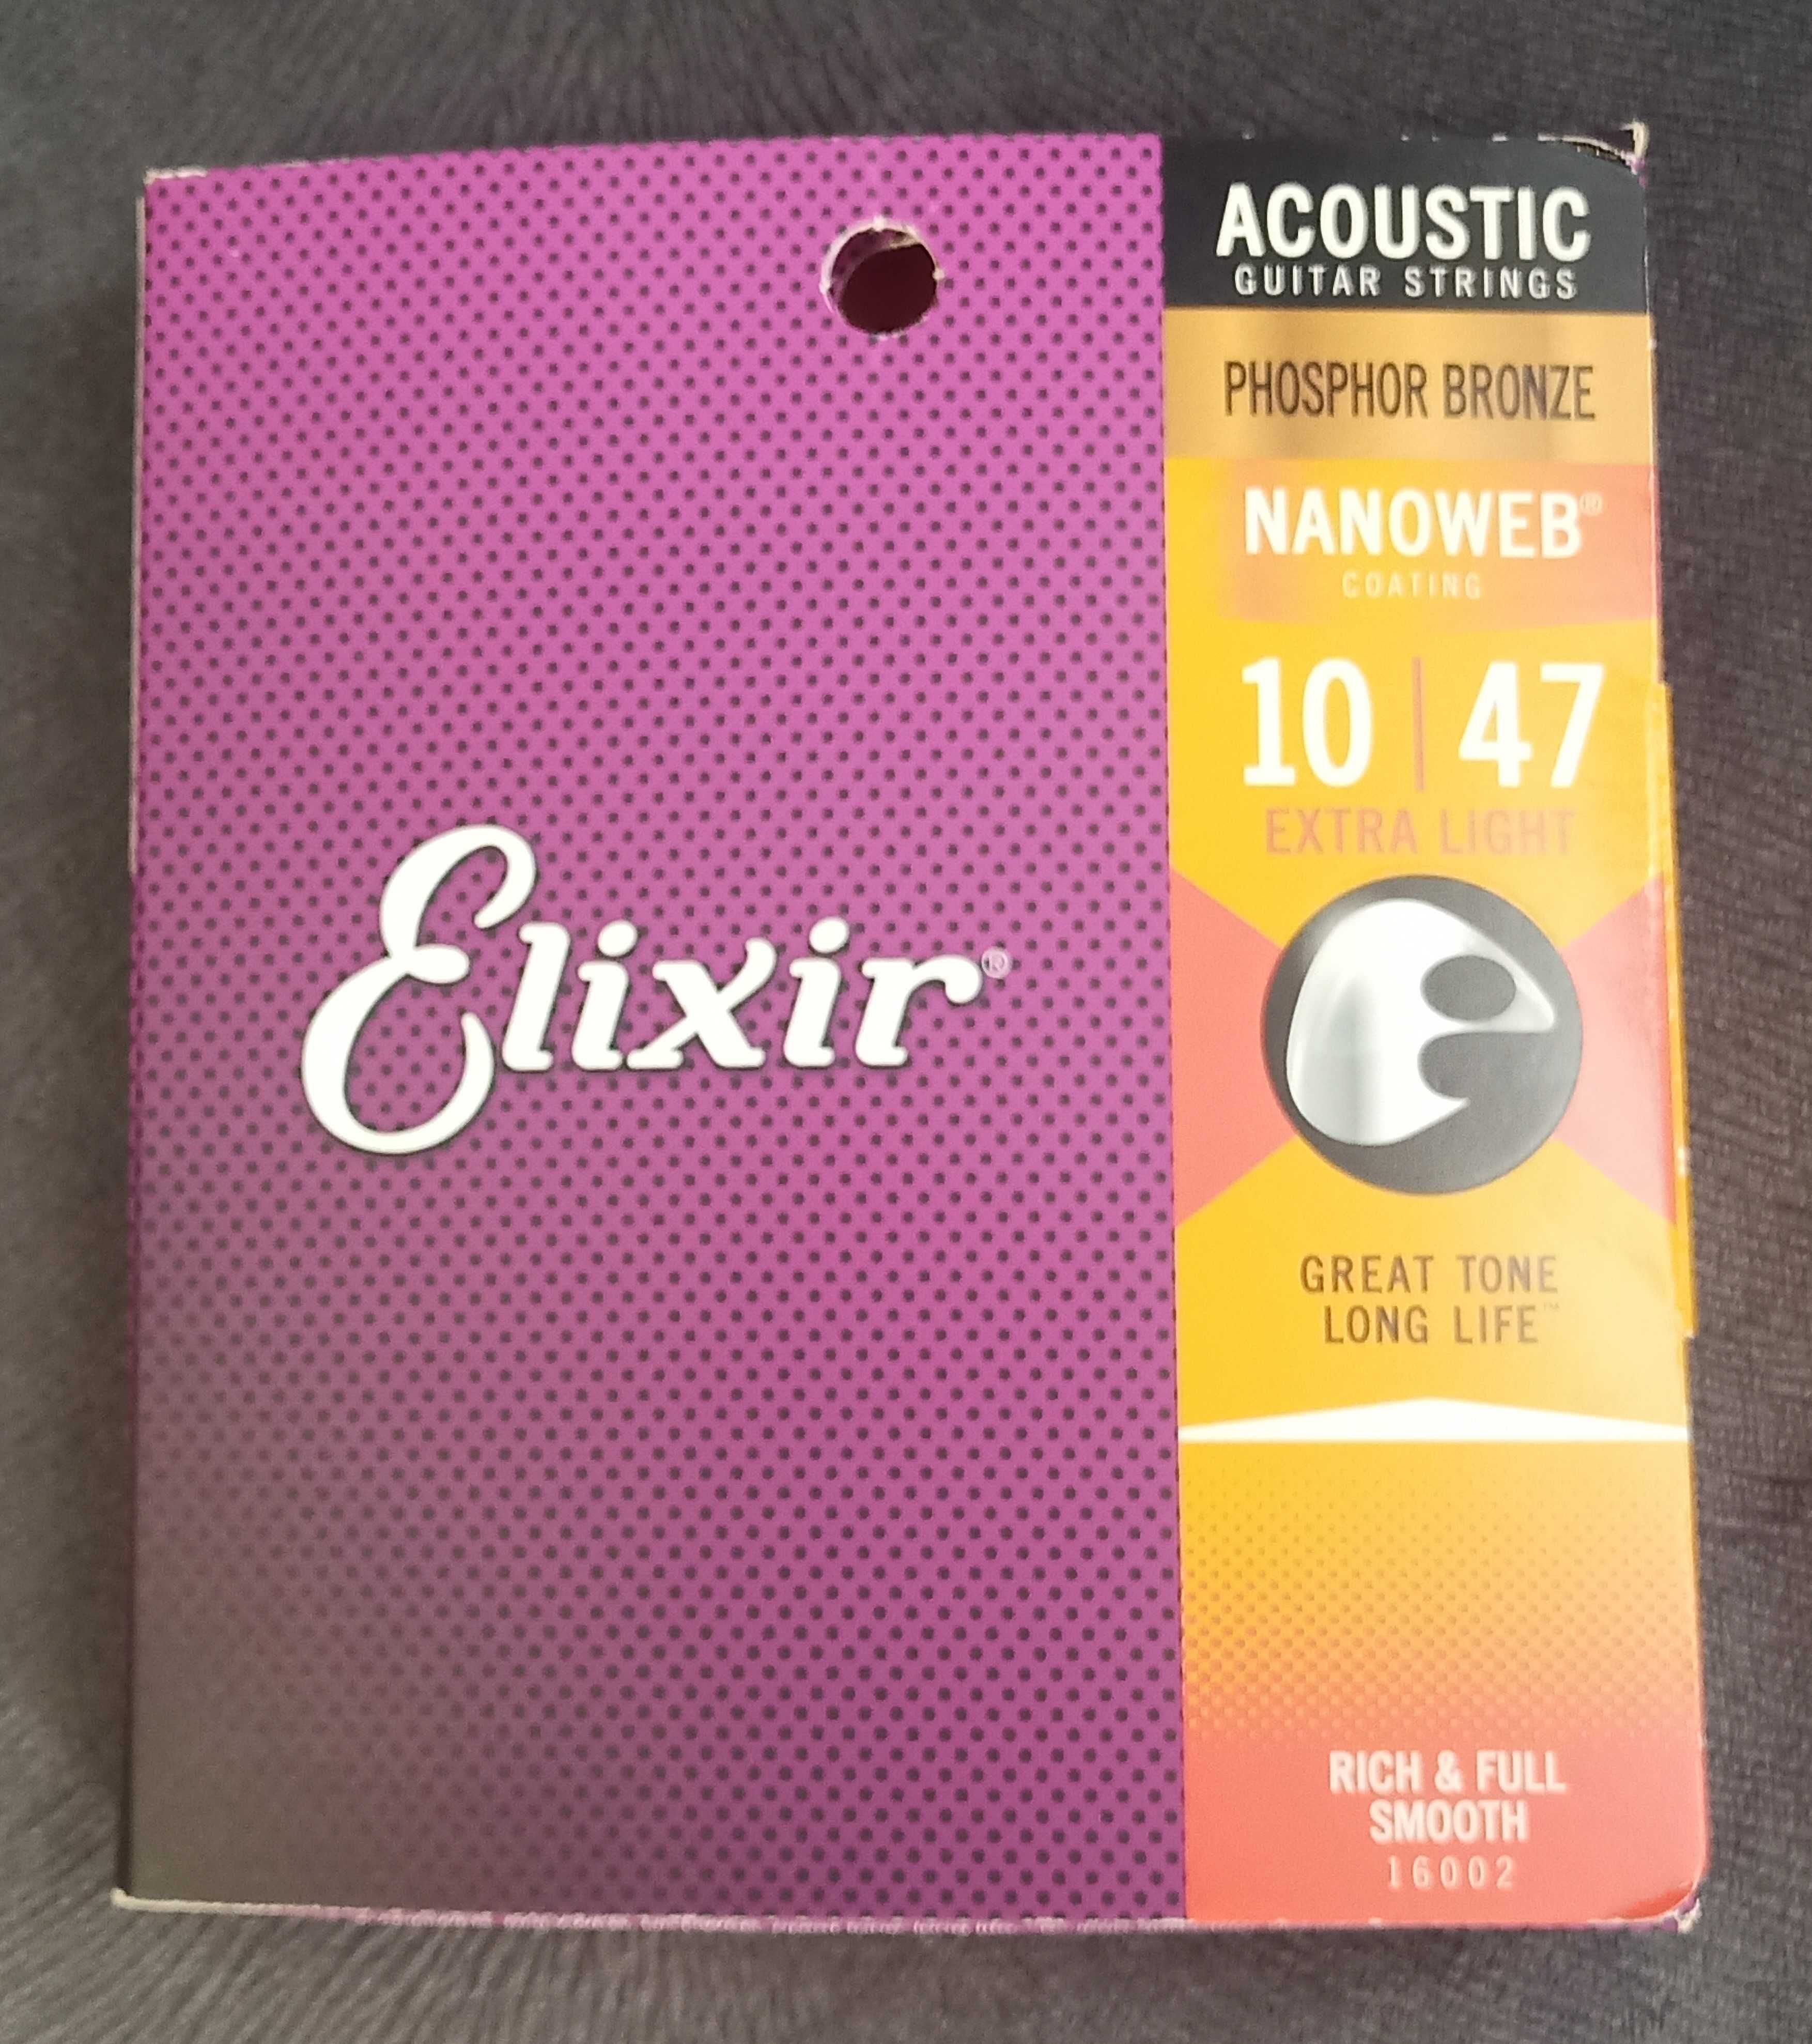 Elixir®
ACOUSTIC
GUITAR STRINGS
PHOSPHOR BRONZE
NANOWEB®
COATING
10 | 47
EXTRA LIGHT
GREAT TONE
LONG LIFE™
RICH & FULL
SMOOTH
16002